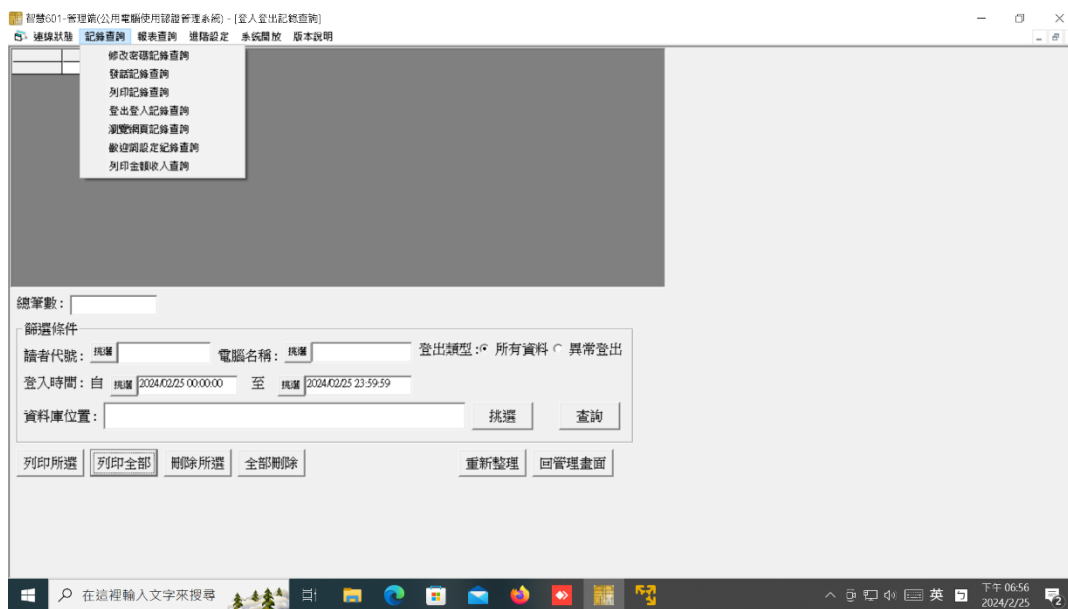 智慧601-管理端(公用電腦使用認證管理系統) - [登入登出記錄查詢]
連線狀態 記錄查詢 報表查詢 進階設定 系統開放 版本說明
修改密碼記錄查詢
發話記錄查詢
列印記錄查詢
登出登入記錄查詢
瀏覽網頁記錄查詢
歡迎詞設定紀錄查詢
列印金額收入查詢
總筆數：
篩選條件
讀者代號： 挑選 電腦名稱： 挑選 登出類型： 所有資料 異常登出
登入時間：自 挑選 2024/02/25 00:00:00 至 挑選 2024/02/25 23:59:59
資料庫位置： 挑選 查詢
列印所選 列印全部 刪除所選 全部刪除 重新整理 回管理畫面
在這裡輸入文字來搜尋 英 下午 06:56
2024/2/25 2